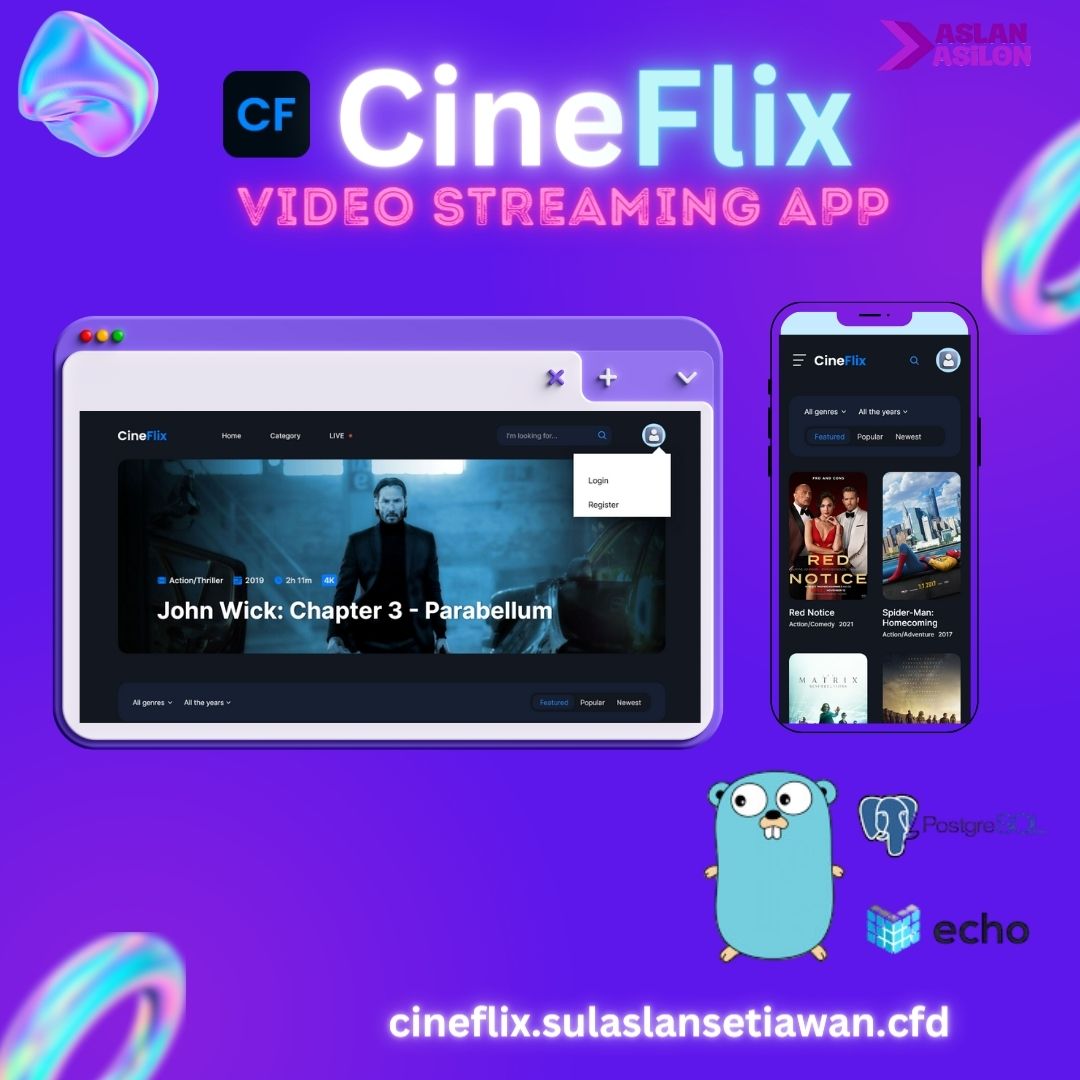 ASLAN
ASiLON
CF
CineFlix
VIDEO STREAMING APP
CineFlix
Home
Category
LIVE
I'm looking for...
Login
Register
Action/Thriller
2019
2h 11m
4K
John Wick: Chapter 3 - Parabellum
All genres
All the years
Featured
Popular
Newest
CineFlix
All genres
All the years
Featured
Popular
Newest
PRO AND CONS
RED
NOTICE
Red Notice
Action/Comedy 2021
Spider-Man:
Homecoming
Action/Adventure 2017
MATRIX
PostgreSQL
echo
cineflix.sulaslansetiawan.cfd